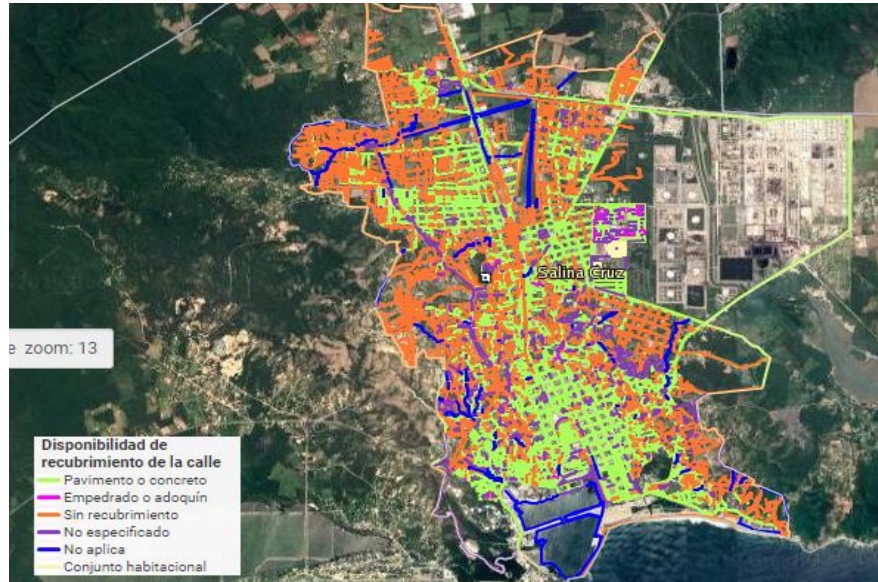 Salina Cruz
e zoom: 13
Disponibilidad de
recubrimiento de la calle
Pavimento o concreto
Empedrado o adoquín
Sin recubrimiento
No especificado
No aplica
Conjunto habitacional